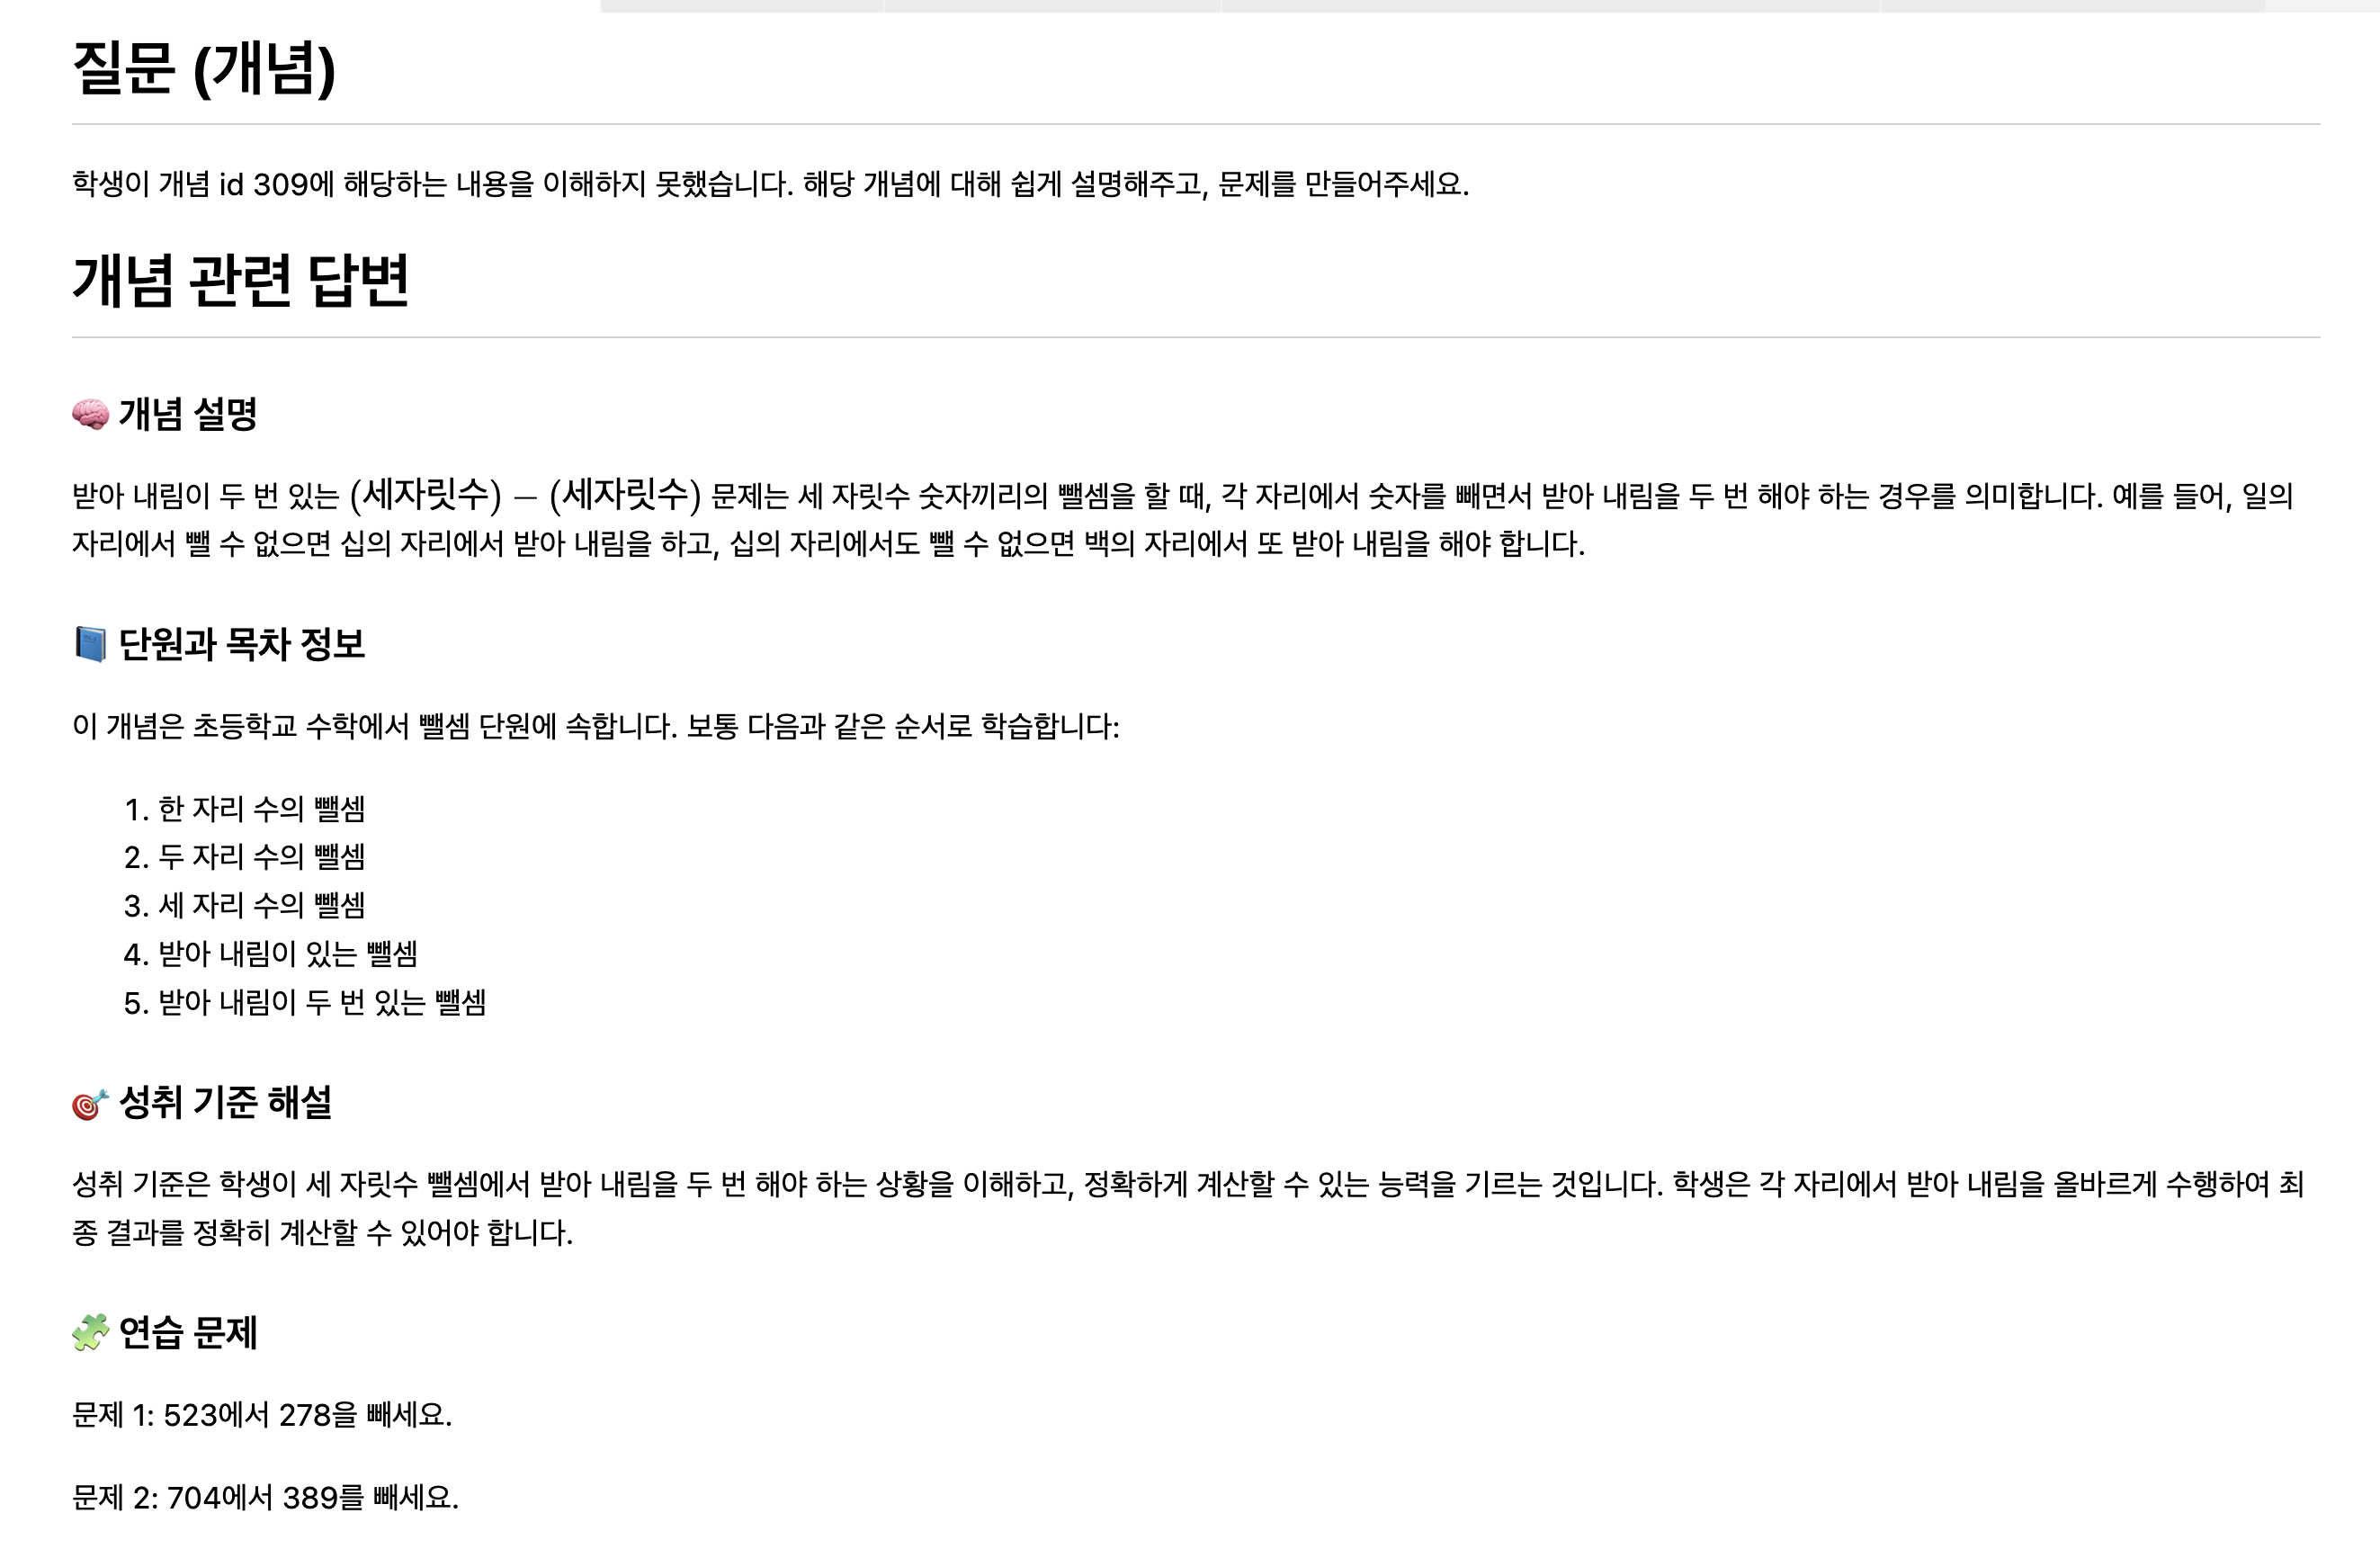 질문 (개념)
학생이 개념 id 309에 해당하는 내용을 이해하지 못했습니다. 해당 개념에 대해 쉽게 설명해주고, 문제를 만들어주세요.
개념 관련 답변
🧠 개념 설명
받아 내림이 두 번 있는 (세자릿수) − (세자릿수) 문제는 세 자릿수 숫자끼리의 뺄셈을 할 때, 각 자리에서 숫자를 빼면서 받아 내림을 두 번 해야 하는 경우를 의미합니다. 예를 들어, 일의
자리에서 뺄 수 없으면 십의 자리에서 받아 내림을 하고, 십의 자리에서도 뺄 수 없으면 백의 자리에서 또 받아 내림을 해야 합니다.
📘 단원과 목차 정보
이 개념은 초등학교 수학에서 뺄셈 단원에 속합니다. 보통 다음과 같은 순서로 학습합니다:
1. 한 자리 수의 뺄셈
2. 두 자리 수의 뺄셈
3. 세 자리 수의 뺄셈
4. 받아 내림이 있는 뺄셈
5. 받아 내림이 두 번 있는 뺄셈
🎯 성취 기준 해설
성취 기준은 학생이 세 자릿수 뺄셈에서 받아 내림을 두 번 해야 하는 상황을 이해하고, 정확하게 계산할 수 있는 능력을 기르는 것입니다. 학생은 각 자리에서 받아 내림을 올바르게 수행하여 최
종 결과를 정확히 계산할 수 있어야 합니다.
🧩 연습 문제
문제 1: 523에서 278을 빼세요.
문제 2: 704에서 389를 빼세요.